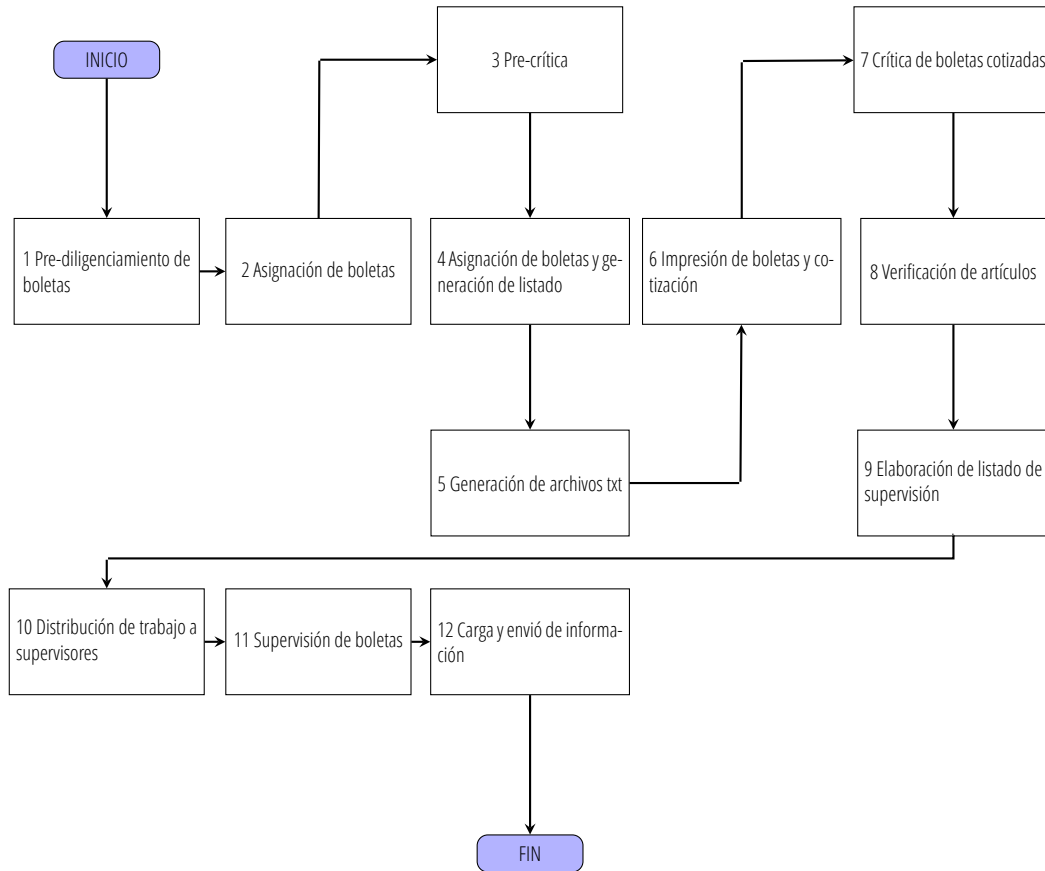 INICIO
1 Pre-diligenciamiento de
boletas
2 Asignación de boletas
3 Pre-crítica
4 Asignación de boletas y ge-
neración de listado
5 Generación de archivos txt
6 Impresión de boletas y co-
tización
7 Crítica de boletas cotizadas
8 Verificación de artículos
9 Elaboración de listado de
supervisión
10 Distribución de trabajo a
supervisores
11 Supervisión de boletas
12 Carga y envió de informa-
ción
FIN